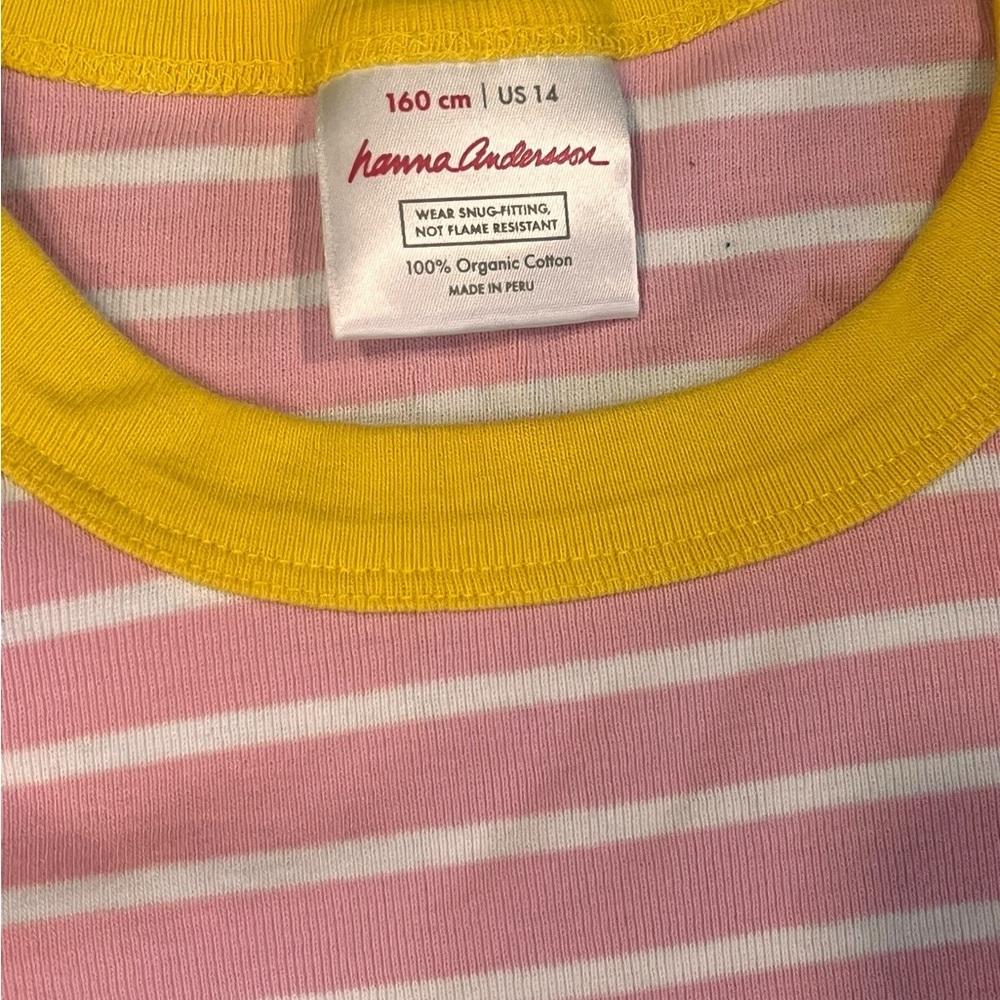 160 cm | US 14
hanna Andersson
WEAR SNUG-FITTING,
NOT FLAME RESISTANT
100% Organic Cotton
MADE IN PERU